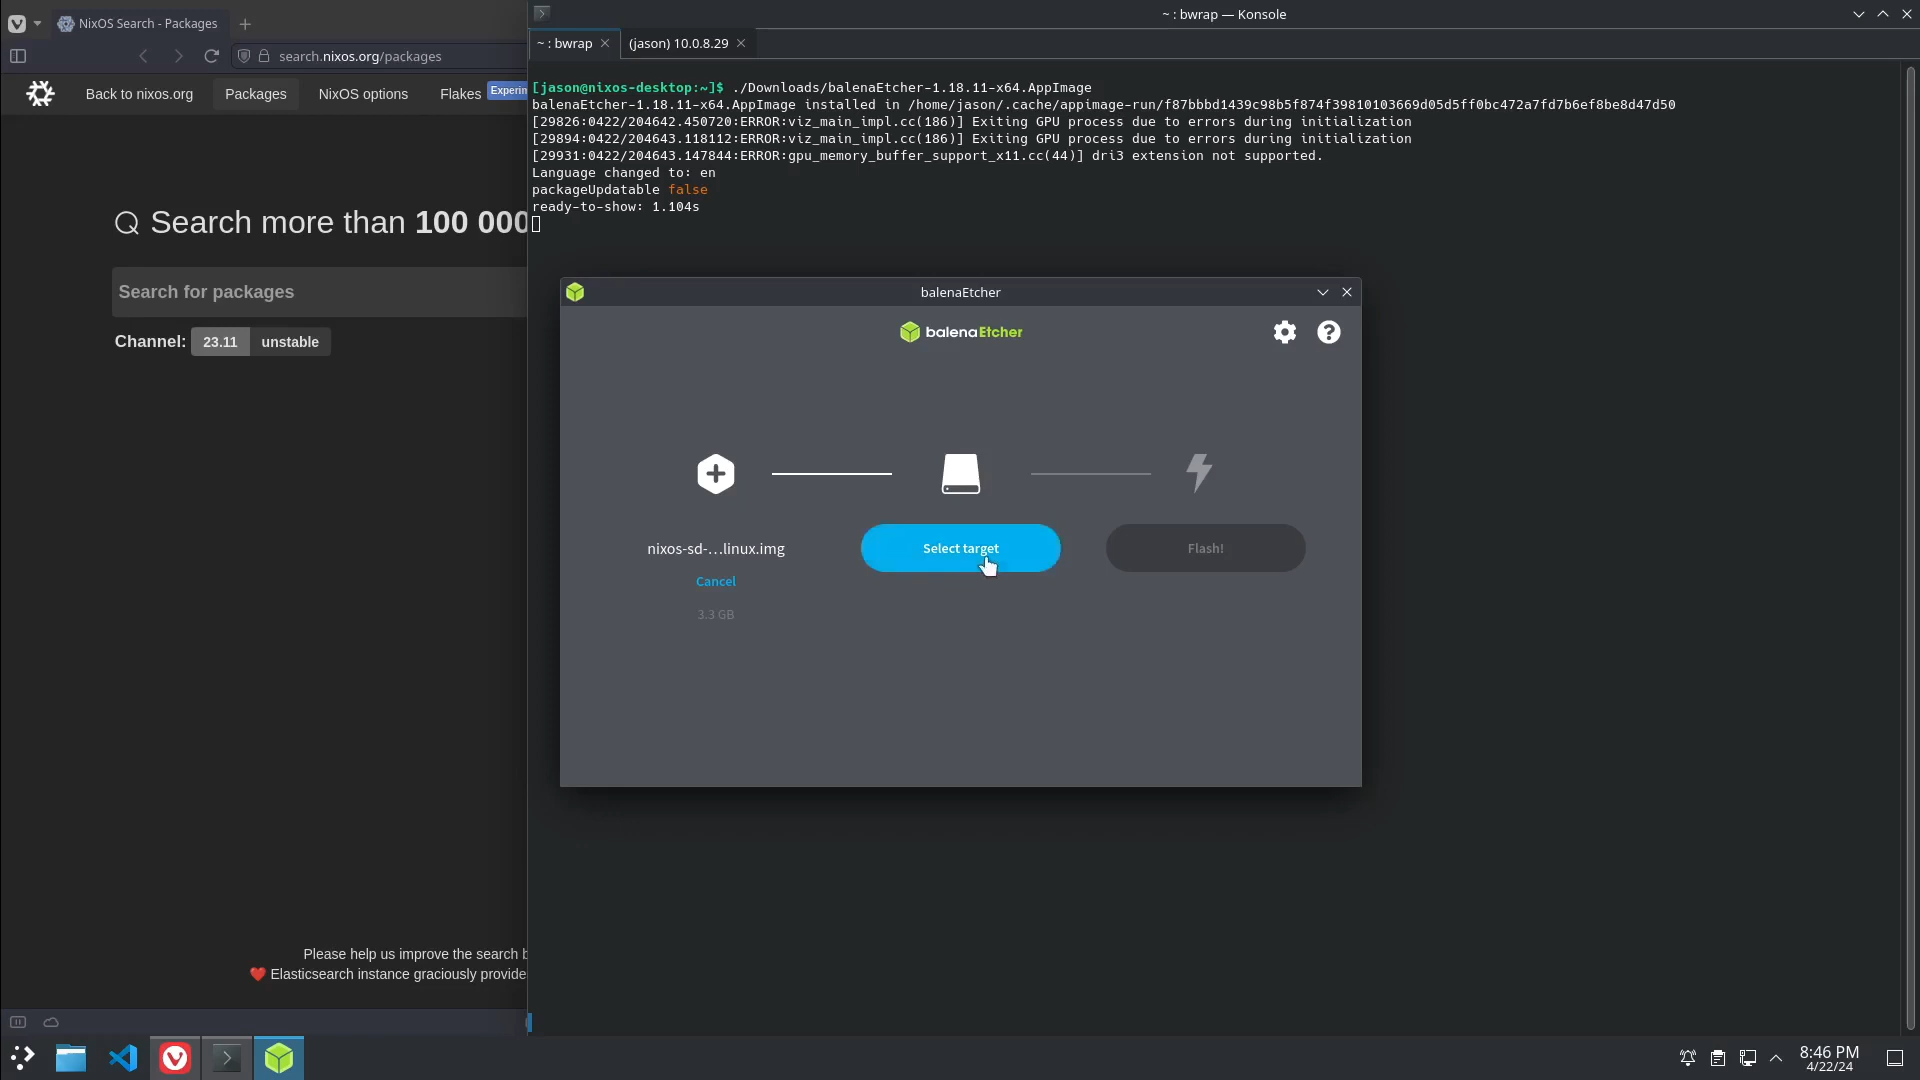 NixOS Search - Packages
search.nixos.org/packages
Back to nixos.org
Packages
NixOS options
Flakes
Experin
Search more than 100 000
Search for packages
Channel:
23.11
unstable
Please help us improve the search b
❤️ Elasticsearch instance graciously provide
~ : bwrap — Konsole
~ : bwrap
(jason) 10.0.8.29
[jason@nixos-desktop:~]$ ./Downloads/balenaEtcher-1.18.11-x64.AppImage
balenaEtcher-1.18.11-x64.AppImage installed in /home/jason/.cache/appimage-run/f87bbbd1439c98b5f874f39810103669d05d5ff0bc472a7fd7b6ef8be8d47d50
[29826:0422/204642.450720:ERROR:viz_main_impl.cc(186)] Exiting GPU process due to errors during initialization
[29894:0422/204643.118112:ERROR:viz_main_impl.cc(186)] Exiting GPU process due to errors during initialization
[29931:0422/204643.147844:ERROR:gpu_memory_buffer_support_x11.cc(44)] dri3 extension not supported.
Language changed to: en
packageUpdatable false
ready-to-show: 1.104s
balenaEtcher
balenaEtcher
nixos-sd-...linux.img
Cancel
3.3 GB
Select target
Flash!
8:46 PM
4/22/24